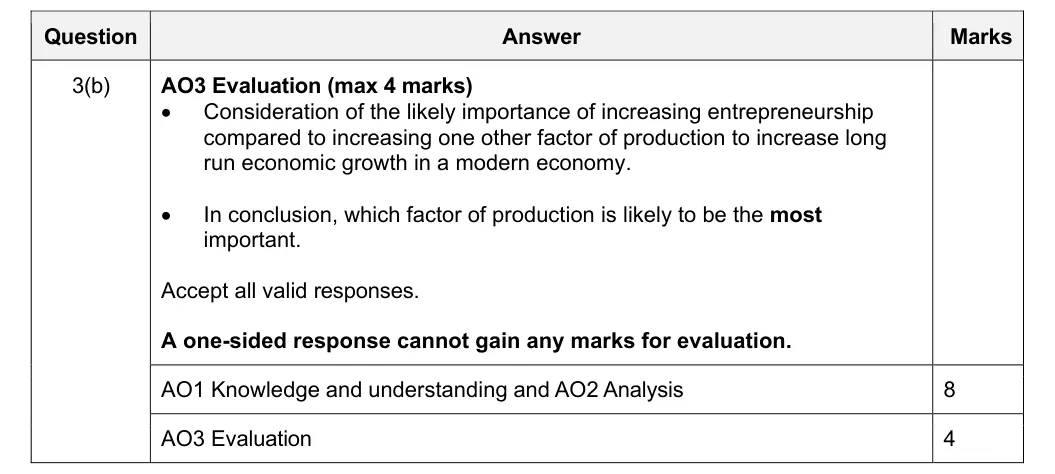 Question Answer Marks
3(b) AO3 Evaluation (max 4 marks)
• Consideration of the likely importance of increasing entrepreneurship
compared to increasing one other factor of production to increase long
run economic growth in a modern economy.
• In conclusion, which factor of production is likely to be the most
important.
Accept all valid responses.
A one-sided response cannot gain any marks for evaluation.
AO1 Knowledge and understanding and AO2 Analysis 8
AO3 Evaluation 4